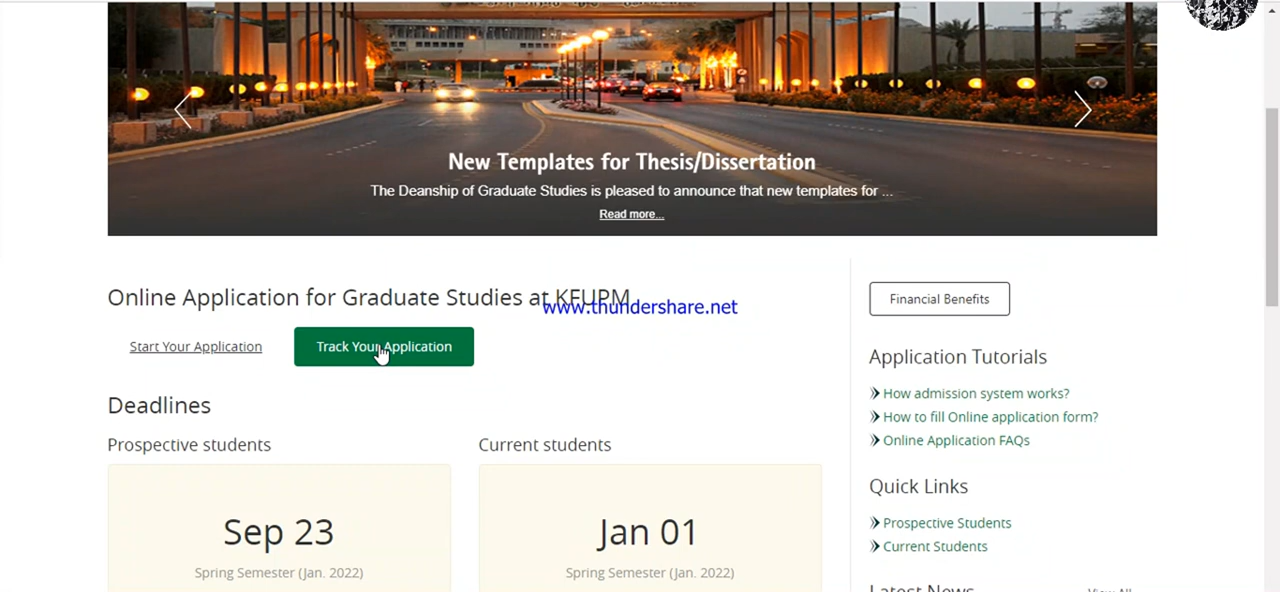 New Templates for Thesis/Dissertation
The Deanship of Graduate Studies is pleased to announce that new templates for ...
Read more...
Online Application for Graduate Studies at KFUPM
www.thundershare.net
Start Your Application
Track Your Application
Deadlines
Prospective students
Current students
Sep 23
Spring Semester (Jan. 2022)
Jan 01
Spring Semester (Jan. 2022)
Financial Benefits
Application Tutorials
How admission system works?
How to fill Online application form?
Online Application FAQs
Quick Links
Prospective Students
Current Students
Latest News
View All